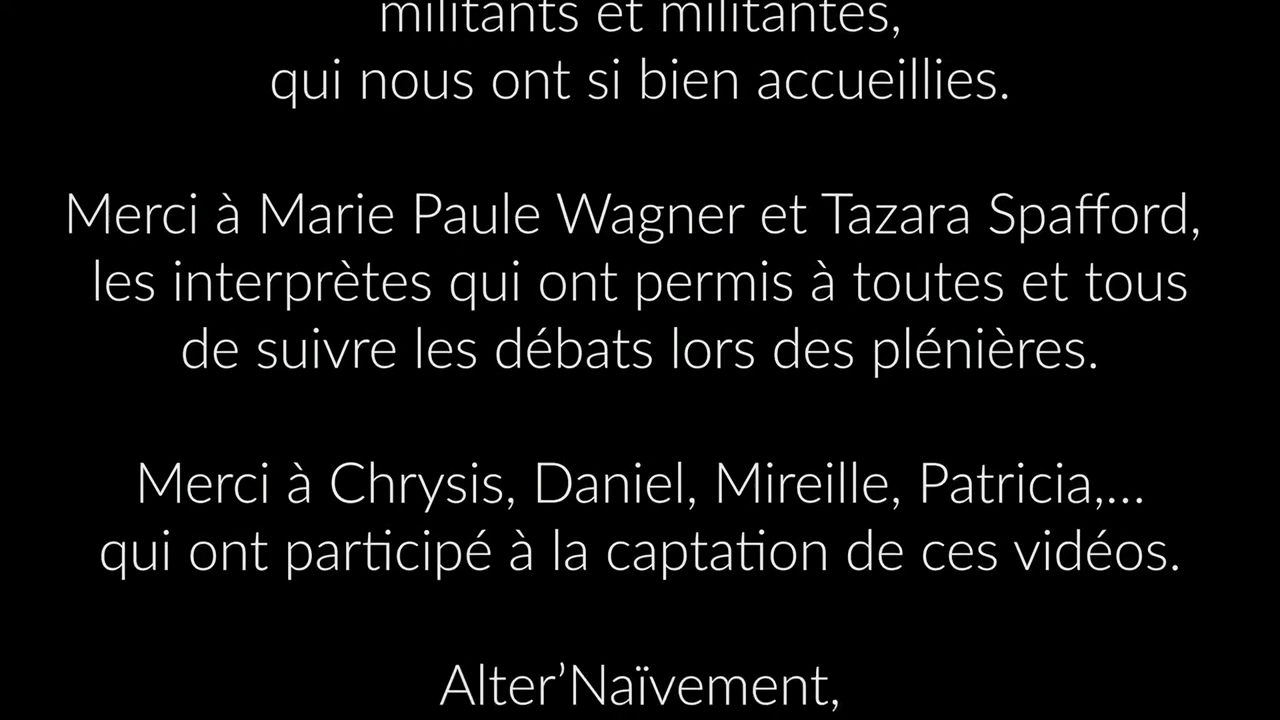 militants et militantes,
qui nous ont si bien accueillies.
Merci à Marie Paule Wagner et Tazara Spafford,
les interprètes qui ont permis à toutes et tous
de suivre les débats lors des plénières.
Merci à Chrysis, Daniel, Mireille, Patricia,...
qui ont participé à la captation de ces vidéos.
Alter’Naïvement,